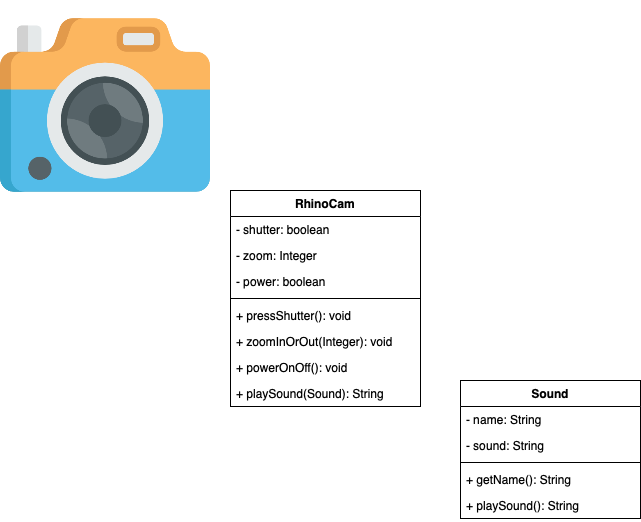 RhinoCam
- shutter: boolean
- zoom: Integer
- power: boolean
+ pressShutter(): void
+ zoomInOrOut(Integer): void
+ powerOnOff(): void
+ playSound(Sound): String
Sound
- name: String
- sound: String
+ getName(): String
+ playSound(): String